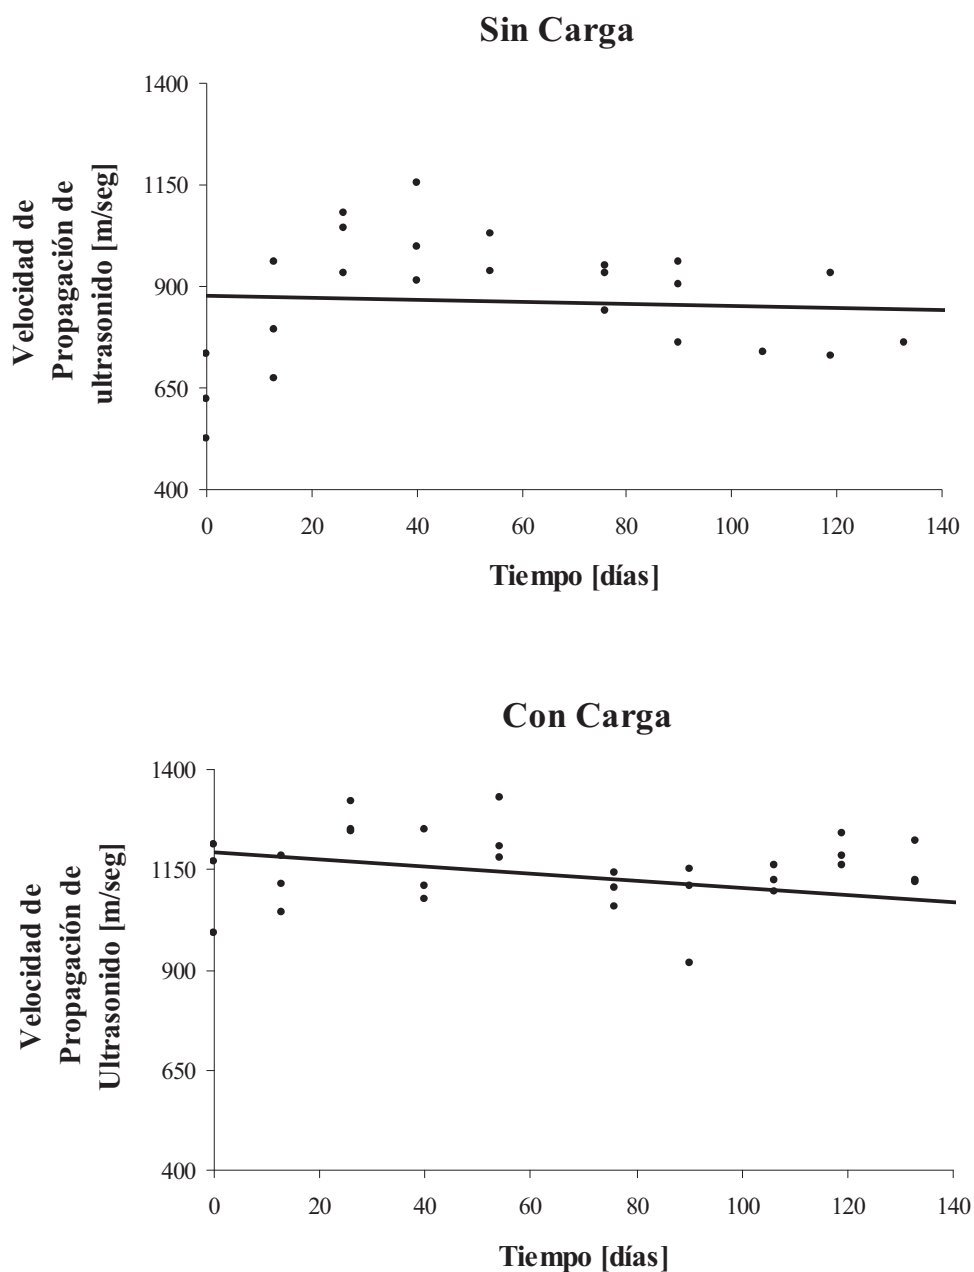 Sin Carga
1400
1150
900
650
400
Velocidad de
Propagación de
ultrasonido [m/seg]
0 20 40 60 80 100 120 140
Tiempo [días]
Con Carga
1400
1150
900
650
400
Velocidad de
Propagación de
Ultrasonido [m/seg]
0 20 40 60 80 100 120 140
Tiempo [días]